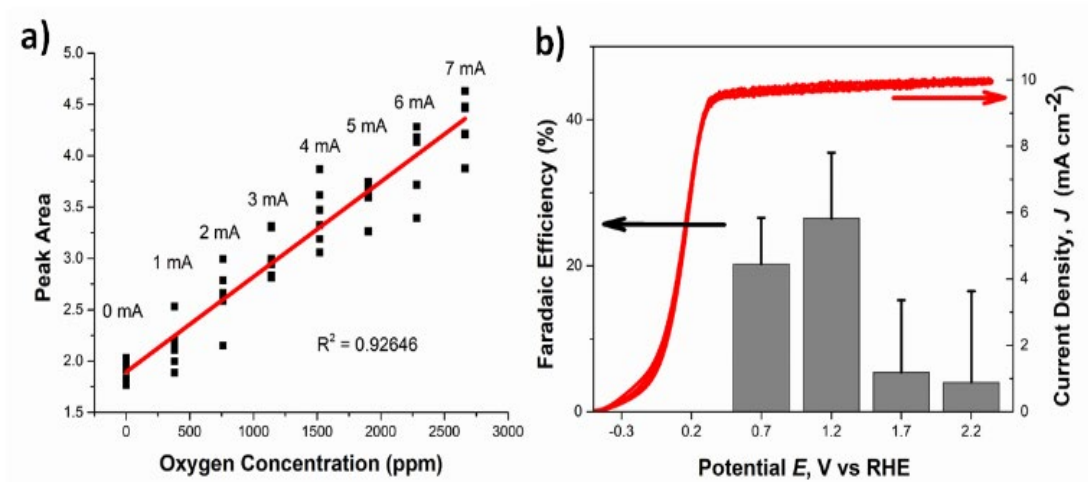 a)
5.0
4.5
4.0
3.5
3.0
2.5
2.0
1.5
Peak Area
0 mA
1 mA
2 mA
3 mA
4 mA
5 mA
6 mA
7 mA
R² = 0.92646
0 500 1000 1500 2000 2500 3000
Oxygen Concentration (ppm)
b)
40
20
0
Faradaic Efficiency (%)
10
8
6
4
2
0
Current Density, J (mA cm⁻²)
-0.3 0.2 0.7 1.2 1.7 2.2
Potential E, V vs RHE